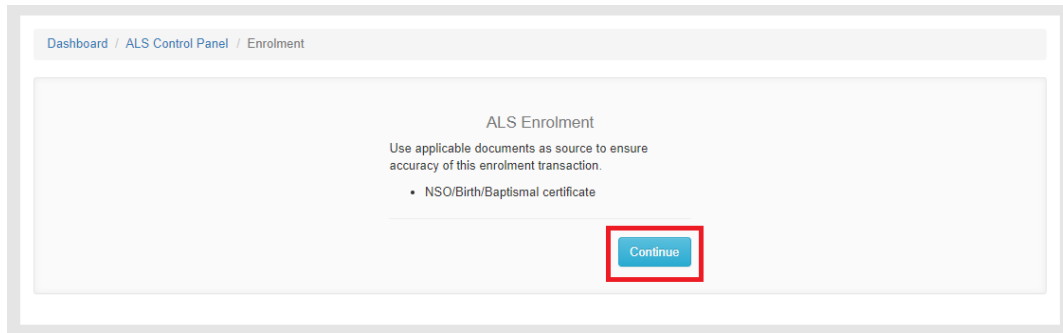 Dashboard / ALS Control Panel / Enrolment
ALS Enrolment
Use applicable documents as source to ensure
accuracy of this enrolment transaction.
• NSO/Birth/Baptismal certificate
Continue